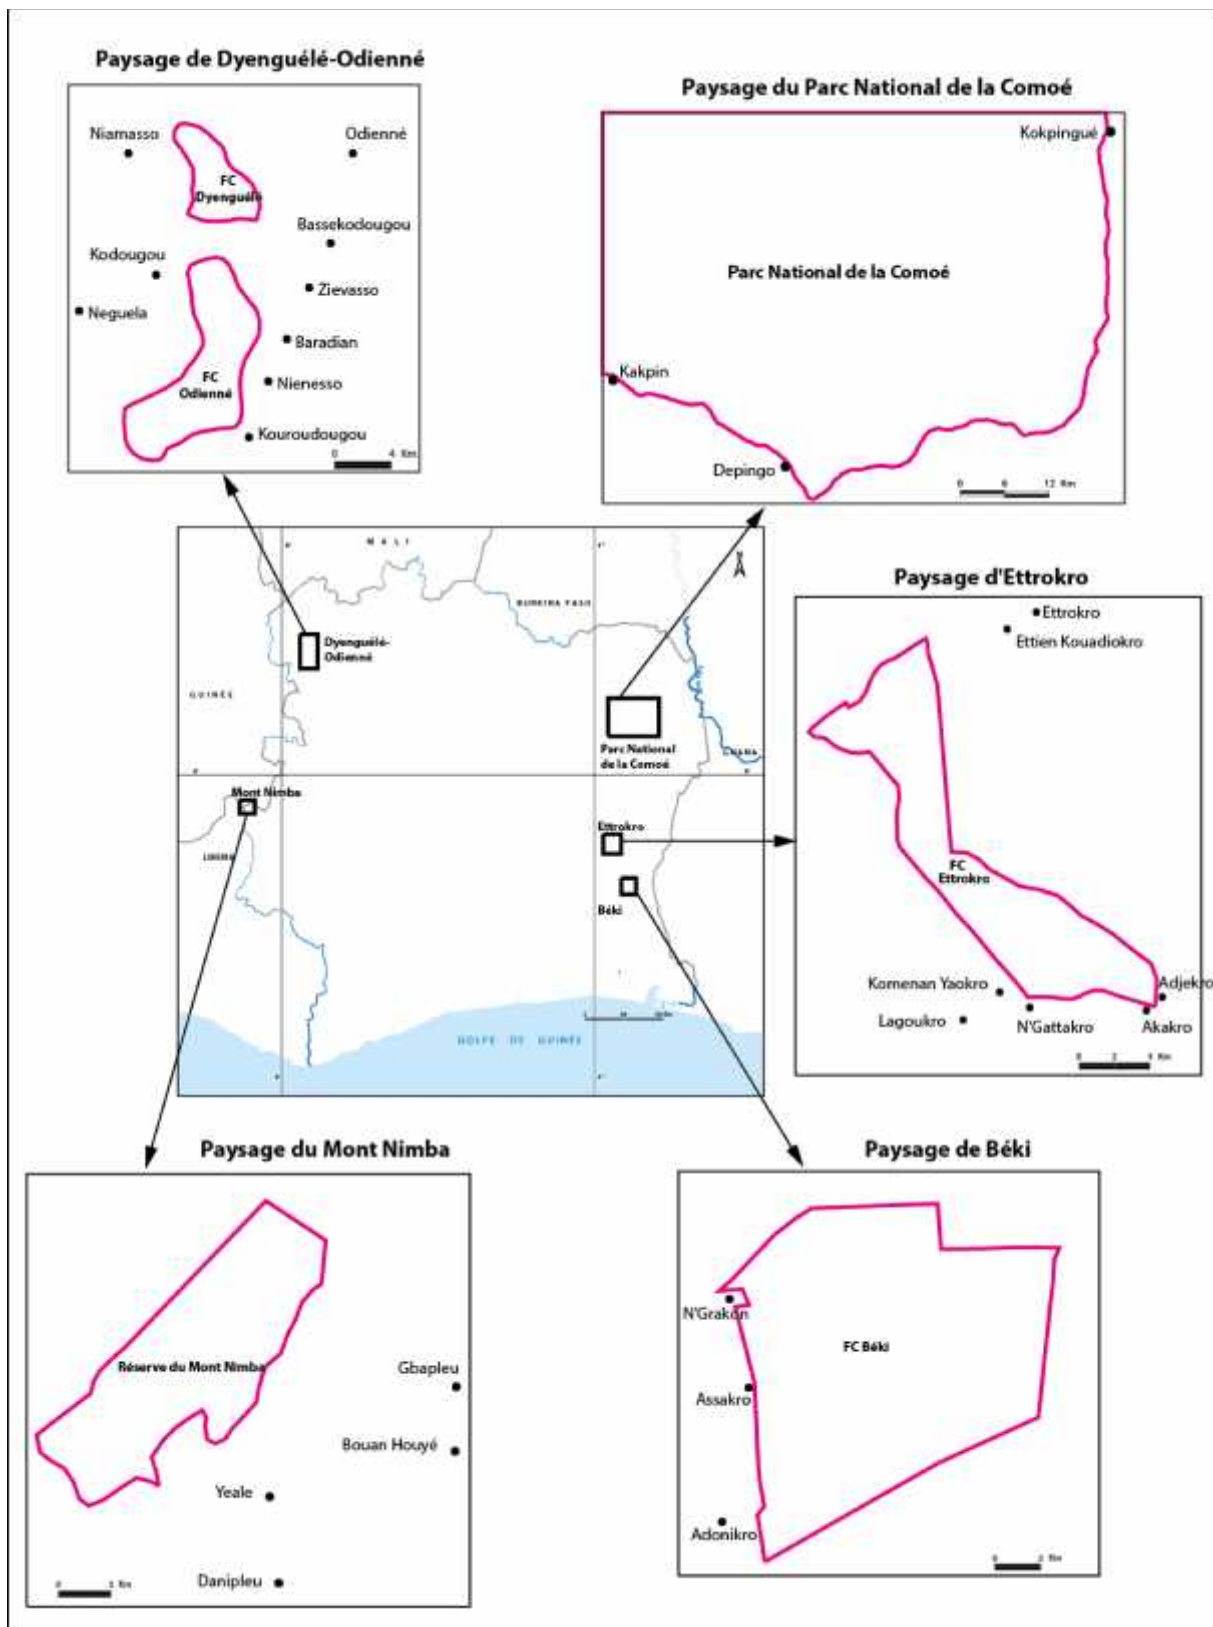 Paysage de Dyenguélé-Odienné
Niamasso
Odienné
FC
Dyenguélé
Bassekodougou
Kodougou
Zievasso
Neguela
Baradian
FC
Odienné
Nienesso
Kouroudougou
0 4 Km
Paysage du Parc National de la Comoé
Kokpingué
Parc National de la Comoé
Kakpin
Depingo
0 6 12 Km
MALI
BURKINA FASO
Dyenguélé-
Odienné
GUINÉE
Parc National
de la Comoé
GHANA
Mont Nimba
LIBERIA
Ettrokro
Béki
GOLFE DE GUINÉE
Paysage d'Ettrokro
Ettrokro
Ettien Kouadiokro
FC
Ettrokro
Komenan Yaokro
Adjekro
Lagoukro
N'Gattakro
Akakro
0 2 4 Km
Paysage du Mont Nimba
Réserve du Mont Nimba
Gbapleu
Bouan Houyé
Yeale
Danipleu
0 Km
Paysage de Béki
N'Grakon
FC Béki
Assakro
Adonikro
0 2 Km